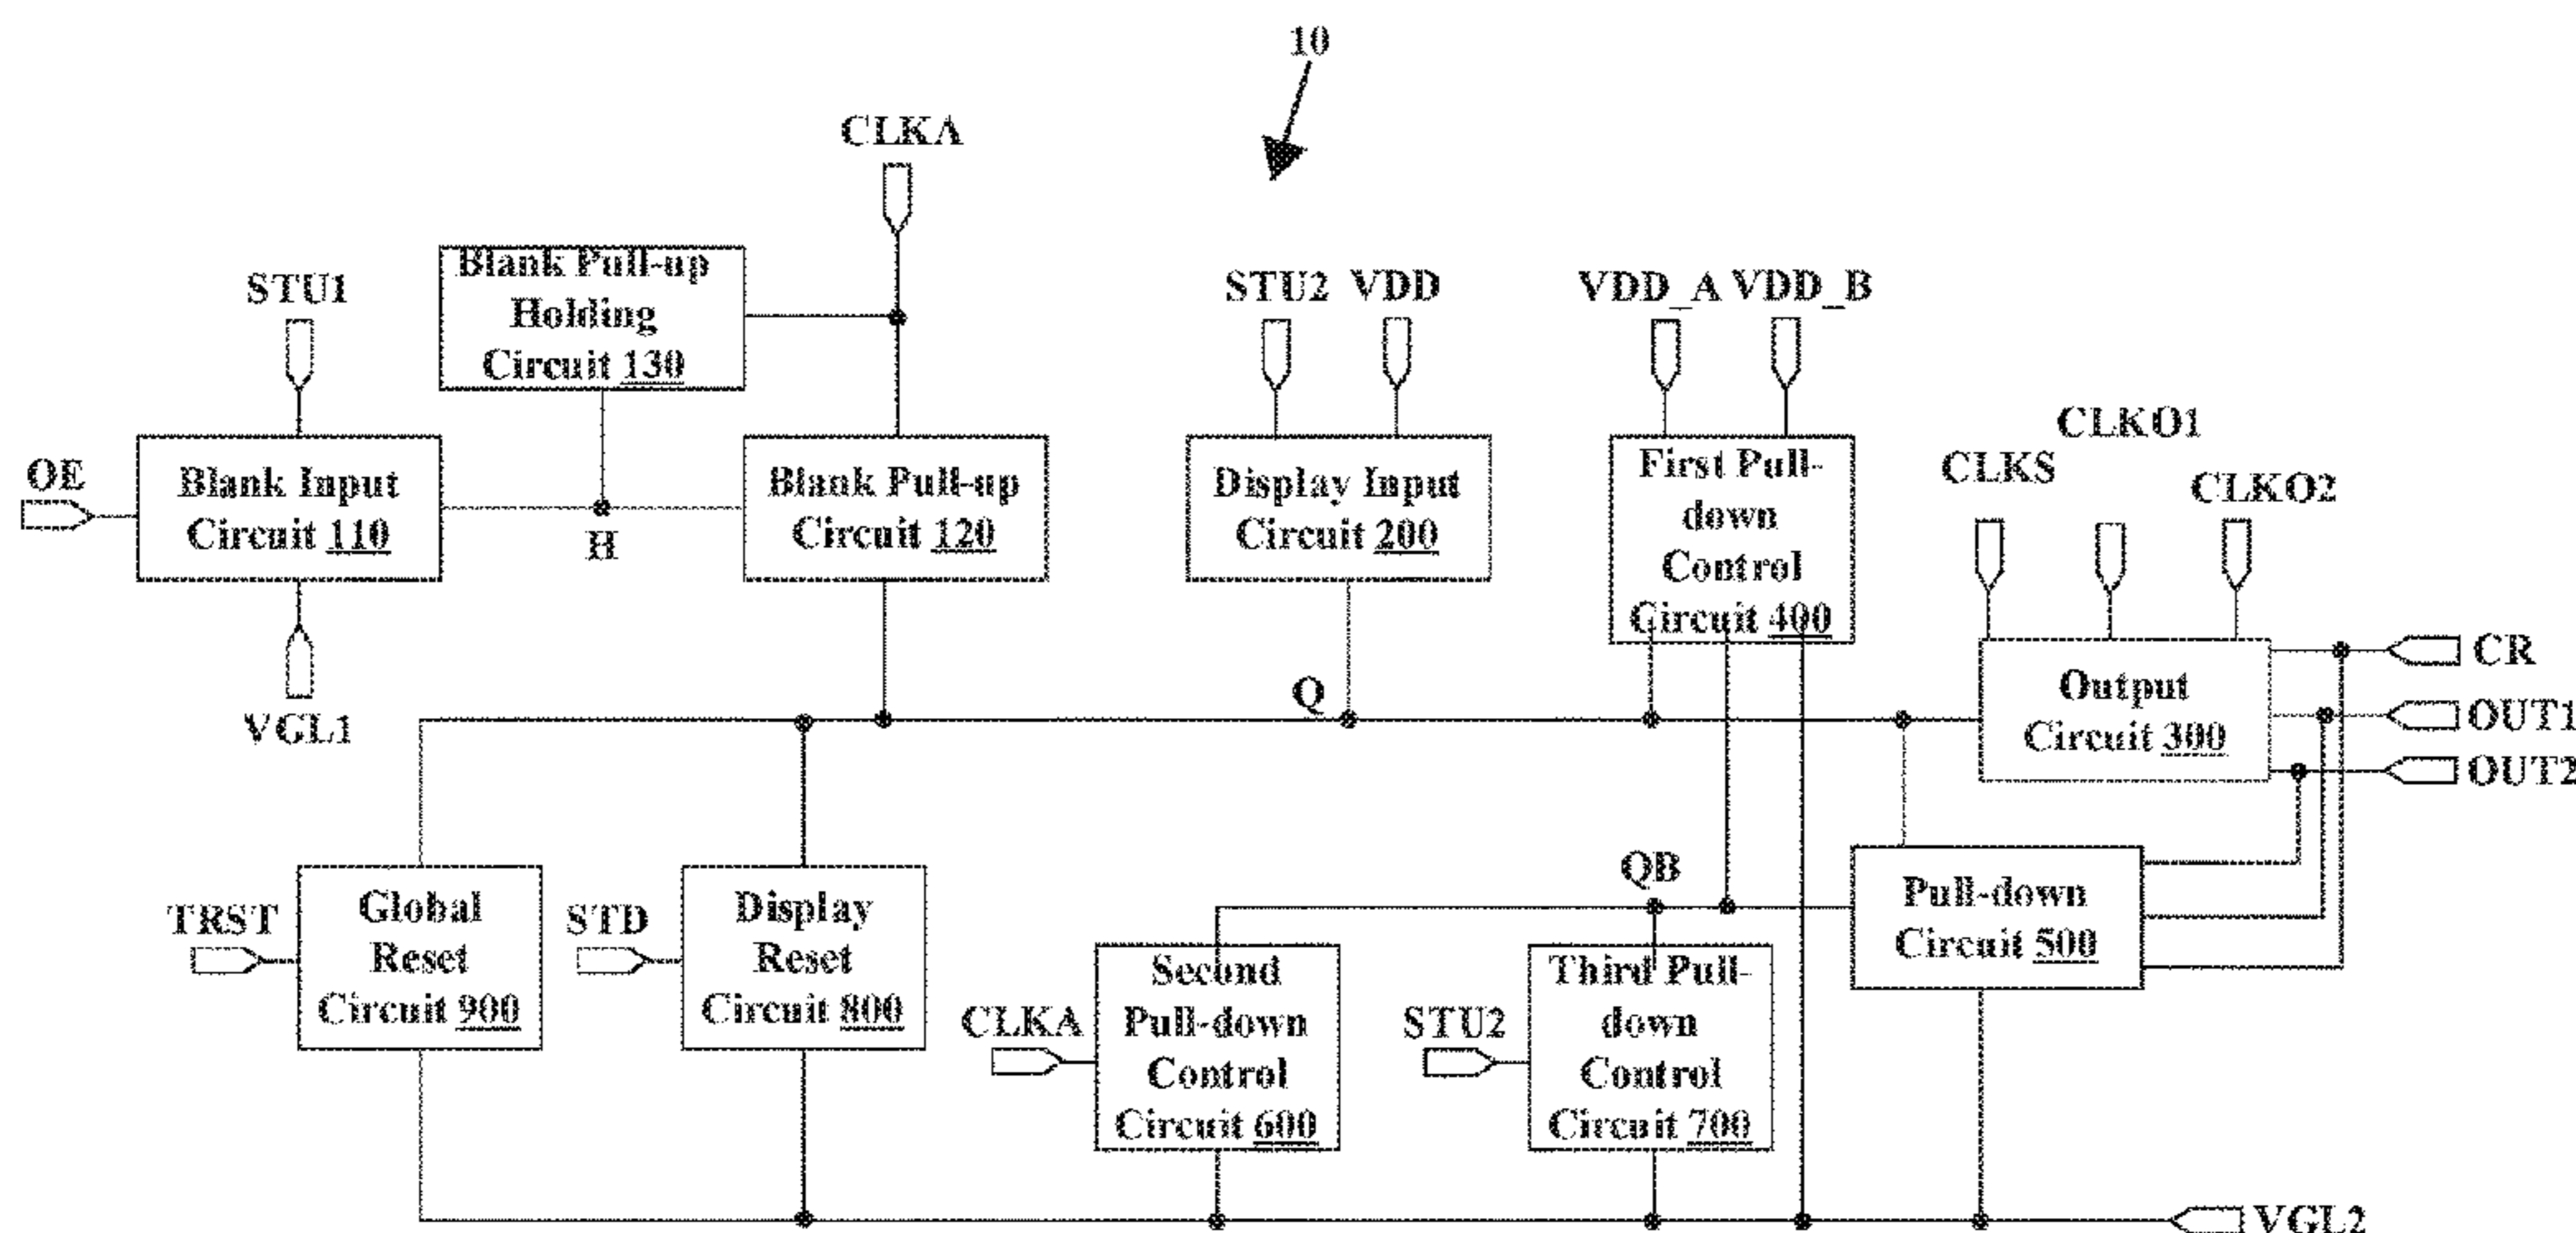 10
CLKA
Blank Pull-up
Holding
Circuit 130
STU1
STU2 VDD
VDD_A VDD_B
OE
Blank Input
Circuit 110
H
Blank Pull-up
Circuit 120
Display Input
Circuit 200
First Pull-
down
Control
Circuit 400
CLKS
CLKO1
CLKO2
VGL1
Q
Output
Circuit 300
CR
OUT1
OUT2
TRST
Global
Reset
Circuit 900
STD
Display
Reset
Circuit 800
QB
CLKA
Second
Pull-down
Control
Circuit 600
STU2
Third Pull-
down
Control
Circuit 700
Pull-down
Circuit 500
VGL2